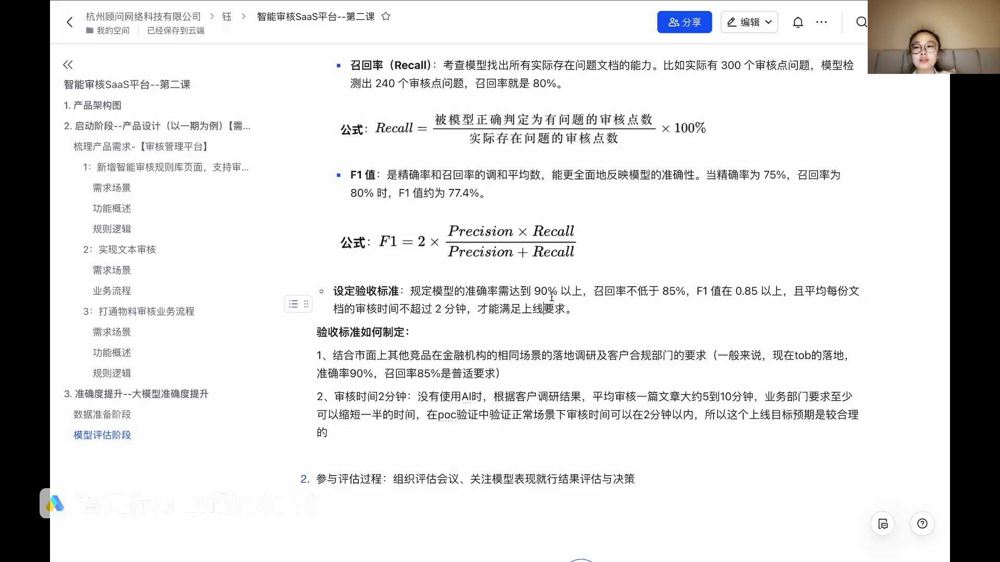 杭州顾问网络科技有限公司 > 钰 > 智能审核SaaS平台--第二课
我的空间 已经保存到云端
分享 编辑
智能审核SaaS平台--第二课
1. 产品架构图
2. 启动阶段--产品设计（以一期为例）【需...
梳理产品需求-【审核管理平台】
1：新增智能审核规则库页面，支持审...
需求场景
功能概述
规则逻辑
2：实现文本审核
需求场景
业务流程
3：打通物料审核业务流程
需求场景
功能概述
规则逻辑
3. 准确度提升--大模型准确度提升
数据准备阶段
模型评估阶段
召回率（Recall）：考查模型找出所有实际存在问题文档的能力。比如实际有 300 个审核点问题，模型检
测出 240 个审核点问题，召回率就是 80%。
公式：Recall = 被模型正确判定为有问题的审核点数 / 实际存在问题的审核点数 × 100%
F1 值：是精确率和召回率的调和平均数，能更全面地反映模型的准确性。当精确率为 75%，召回率为
80% 时，F1 值约为 77.4%。
公式：F1 = 2 × Precision × Recall / Precision + Recall
设定验收标准：规定模型的准确率需达到 90% 以上，召回率不低于 85%，F1 值在 0.85 以上，且平均每份文
档的审核时间不超过 2 分钟，才能满足上线要求。
验收标准如何制定：
1、结合市面上其他竞品在金融机构的相同场景的落地调研及客户合规部门的要求（一般来说，现在tob的落地，
准确率90%，召回率85%是普适要求）
2、审核时间2分钟：没有使用AI时，根据客户调研结果，平均审核一篇文章大约5到10分钟，业务部门要求至少
可以缩短一半的时间，在poc验证中验证正常场景下审核时间可以在2分钟以内，所以这个上线目标预期是较合理
的
2. 参与评估过程：组织评估会议、关注模型表现就行结果评估与决策